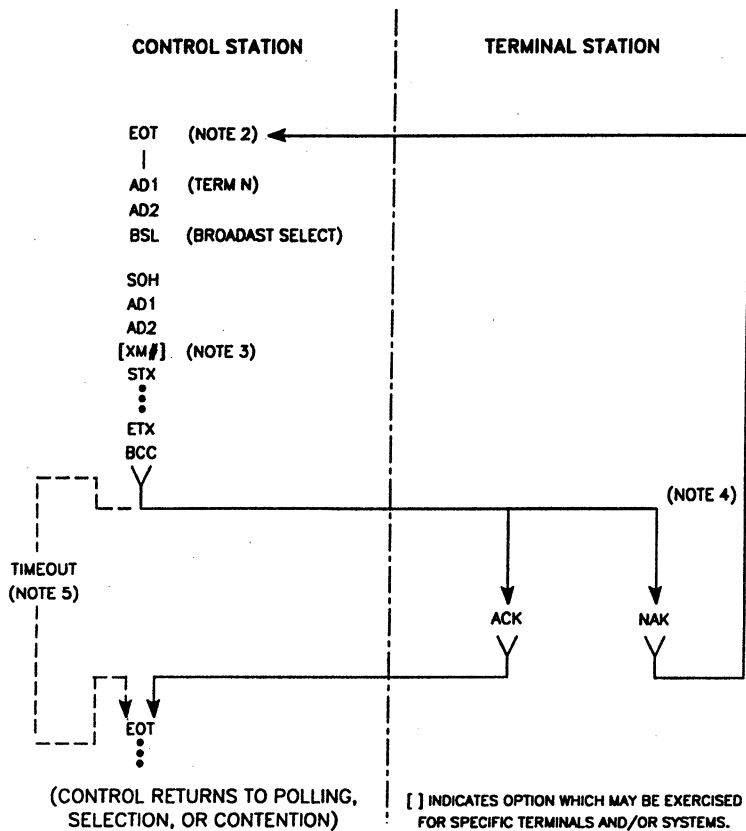 CONTROL STATION
TERMINAL STATION
EOT (NOTE 2)
AD1 (TERM N)
AD2
BSL (BROADAST SELECT)
SOH
AD1
AD2
[XM#] (NOTE 3)
STX
ETX
BCC
(NOTE 4)
TIMEOUT
(NOTE 5)
ACK
NAK
EOT
(CONTROL RETURNS TO POLLING,
SELECTION, OR CONTENTION)
[ ] INDICATES OPTION WHICH MAY BE EXERCISED
FOR SPECIFIC TERMINALS AND/OR SYSTEMS.